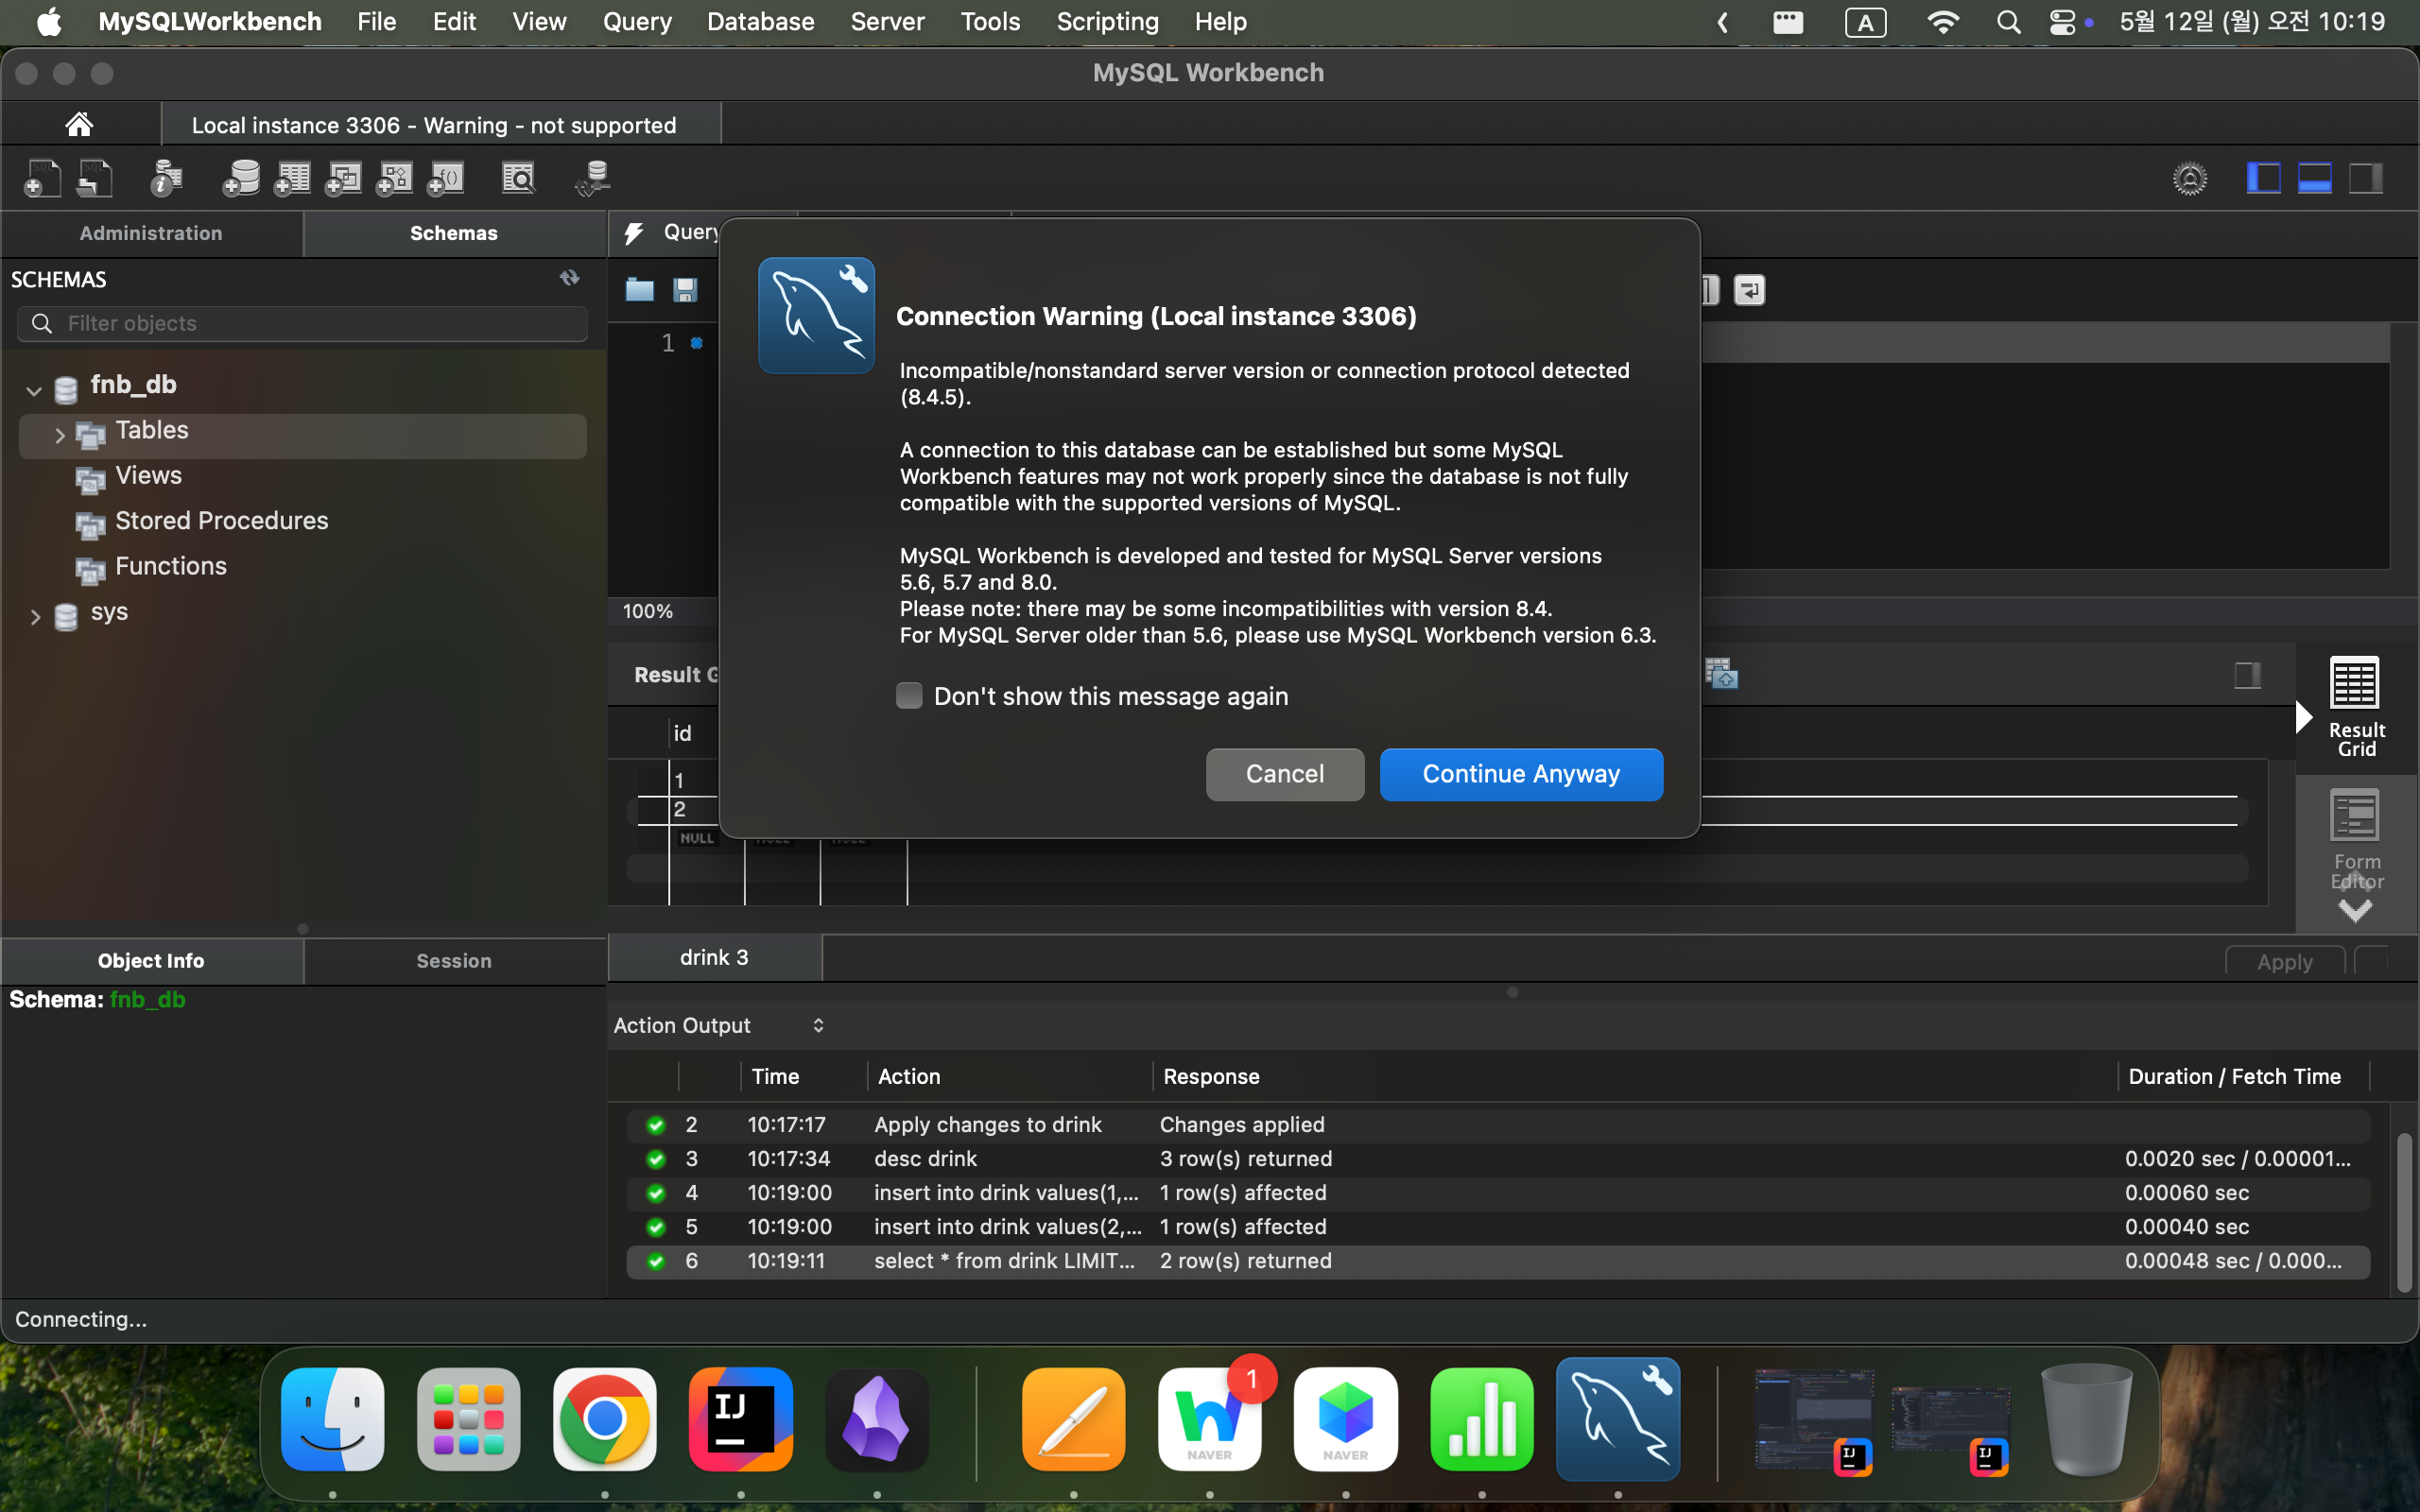 MySQLWorkbench File Edit View Query Database Server Tools Scripting Help A 5월 12일 (월) 오전 10:19
MySQL Workbench
Local instance 3306 - Warning - not supported
Administration Schemas
SCHEMAS
Filter objects
fnb_db
Tables
Views
Stored Procedures
Functions
sys
Object Info Session
Schema: fnb_db
Query
1
100%
Connection Warning (Local instance 3306)
Incompatible/nonstandard server version or connection protocol detected
(8.4.5).
A connection to this database can be established but some MySQL
Workbench features may not work properly since the database is not fully
compatible with the supported versions of MySQL.
MySQL Workbench is developed and tested for MySQL Server versions
5.6, 5.7 and 8.0.
Please note: there may be some incompatibilities with version 8.4.
For MySQL Server older than 5.6, please use MySQL Workbench version 6.3.
Don't show this message again
Cancel Continue Anyway
Result G
id
1
2
NULL NULL NULL
Result
Grid
Form
Editor
drink 3
Apply
Action Output
Time Action Response Duration / Fetch Time
2 10:17:17 Apply changes to drink Changes applied
3 10:17:34 desc drink 3 row(s) returned 0.0020 sec / 0.00001...
4 10:19:00 insert into drink values(1,... 1 row(s) affected 0.00060 sec
5 10:19:00 insert into drink values(2,... 1 row(s) affected 0.00040 sec
6 10:19:11 select * from drink LIMIT... 2 row(s) returned 0.00048 sec / 0.000...
Connecting...
IJ
W
1
NAVER
NAVER
IJ
IJ